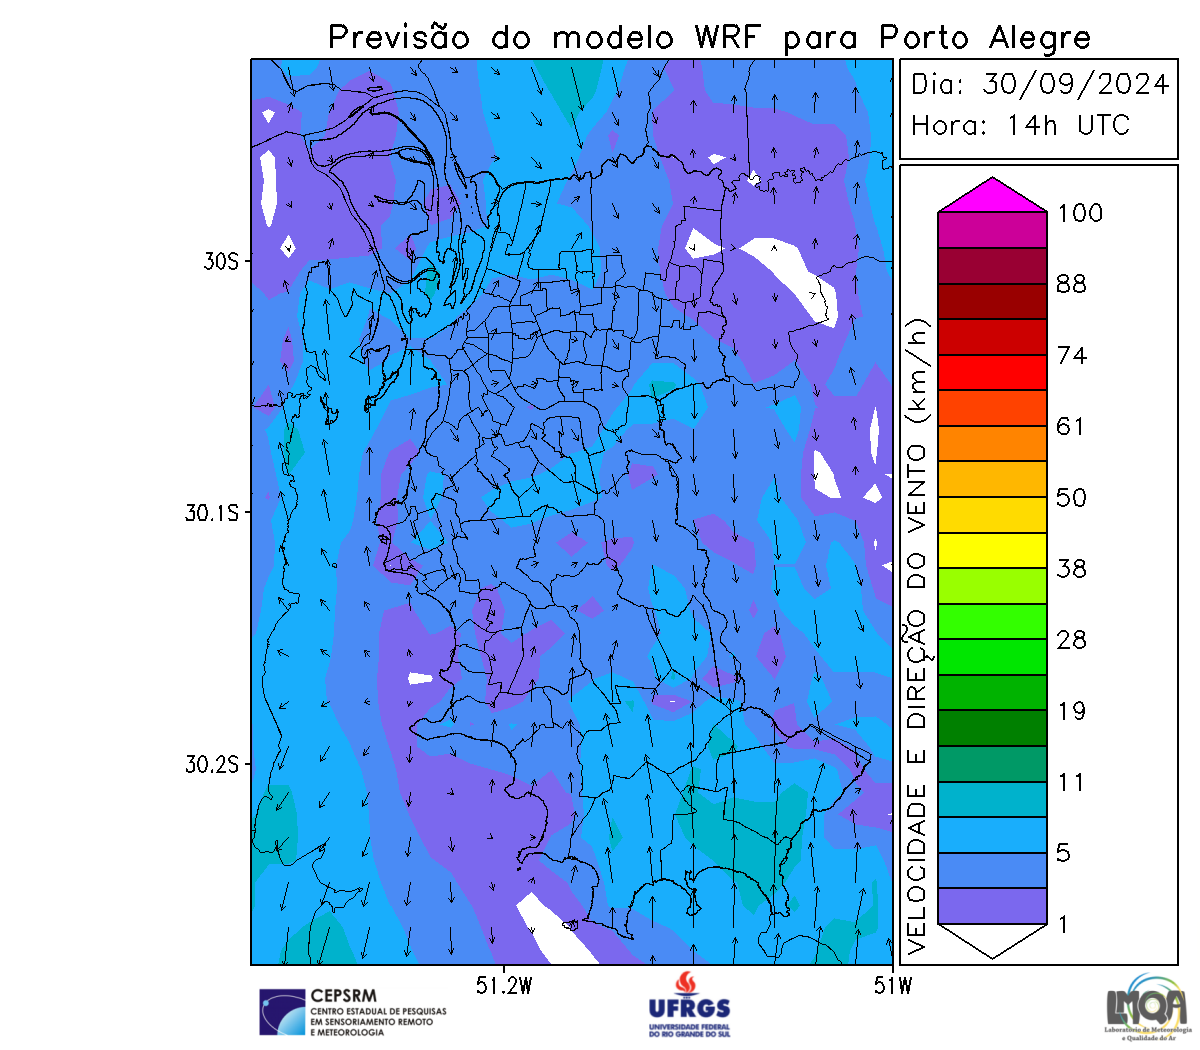 Previsão do modelo WRF para Porto Alegre
Dia: 30/09/2024
Hora: 14h UTC
100
88
74
61
50
38
28
19
11
5
1
VELOCIDADE E DIREÇÃO DO VENTO (km/h)
30S
30.1S
30.2S
51.2W
51W
CEPSRM
CENTRO ESTADUAL DE PESQUISAS
EM SENSORIAMENTO REMOTO
E METEOROLOGIA
UFRGS
UNIVERSIDADE FEDERAL
DO RIO GRANDE DO SUL
LMQA
Laboratório de Meteorologia
e Qualidade do Ar